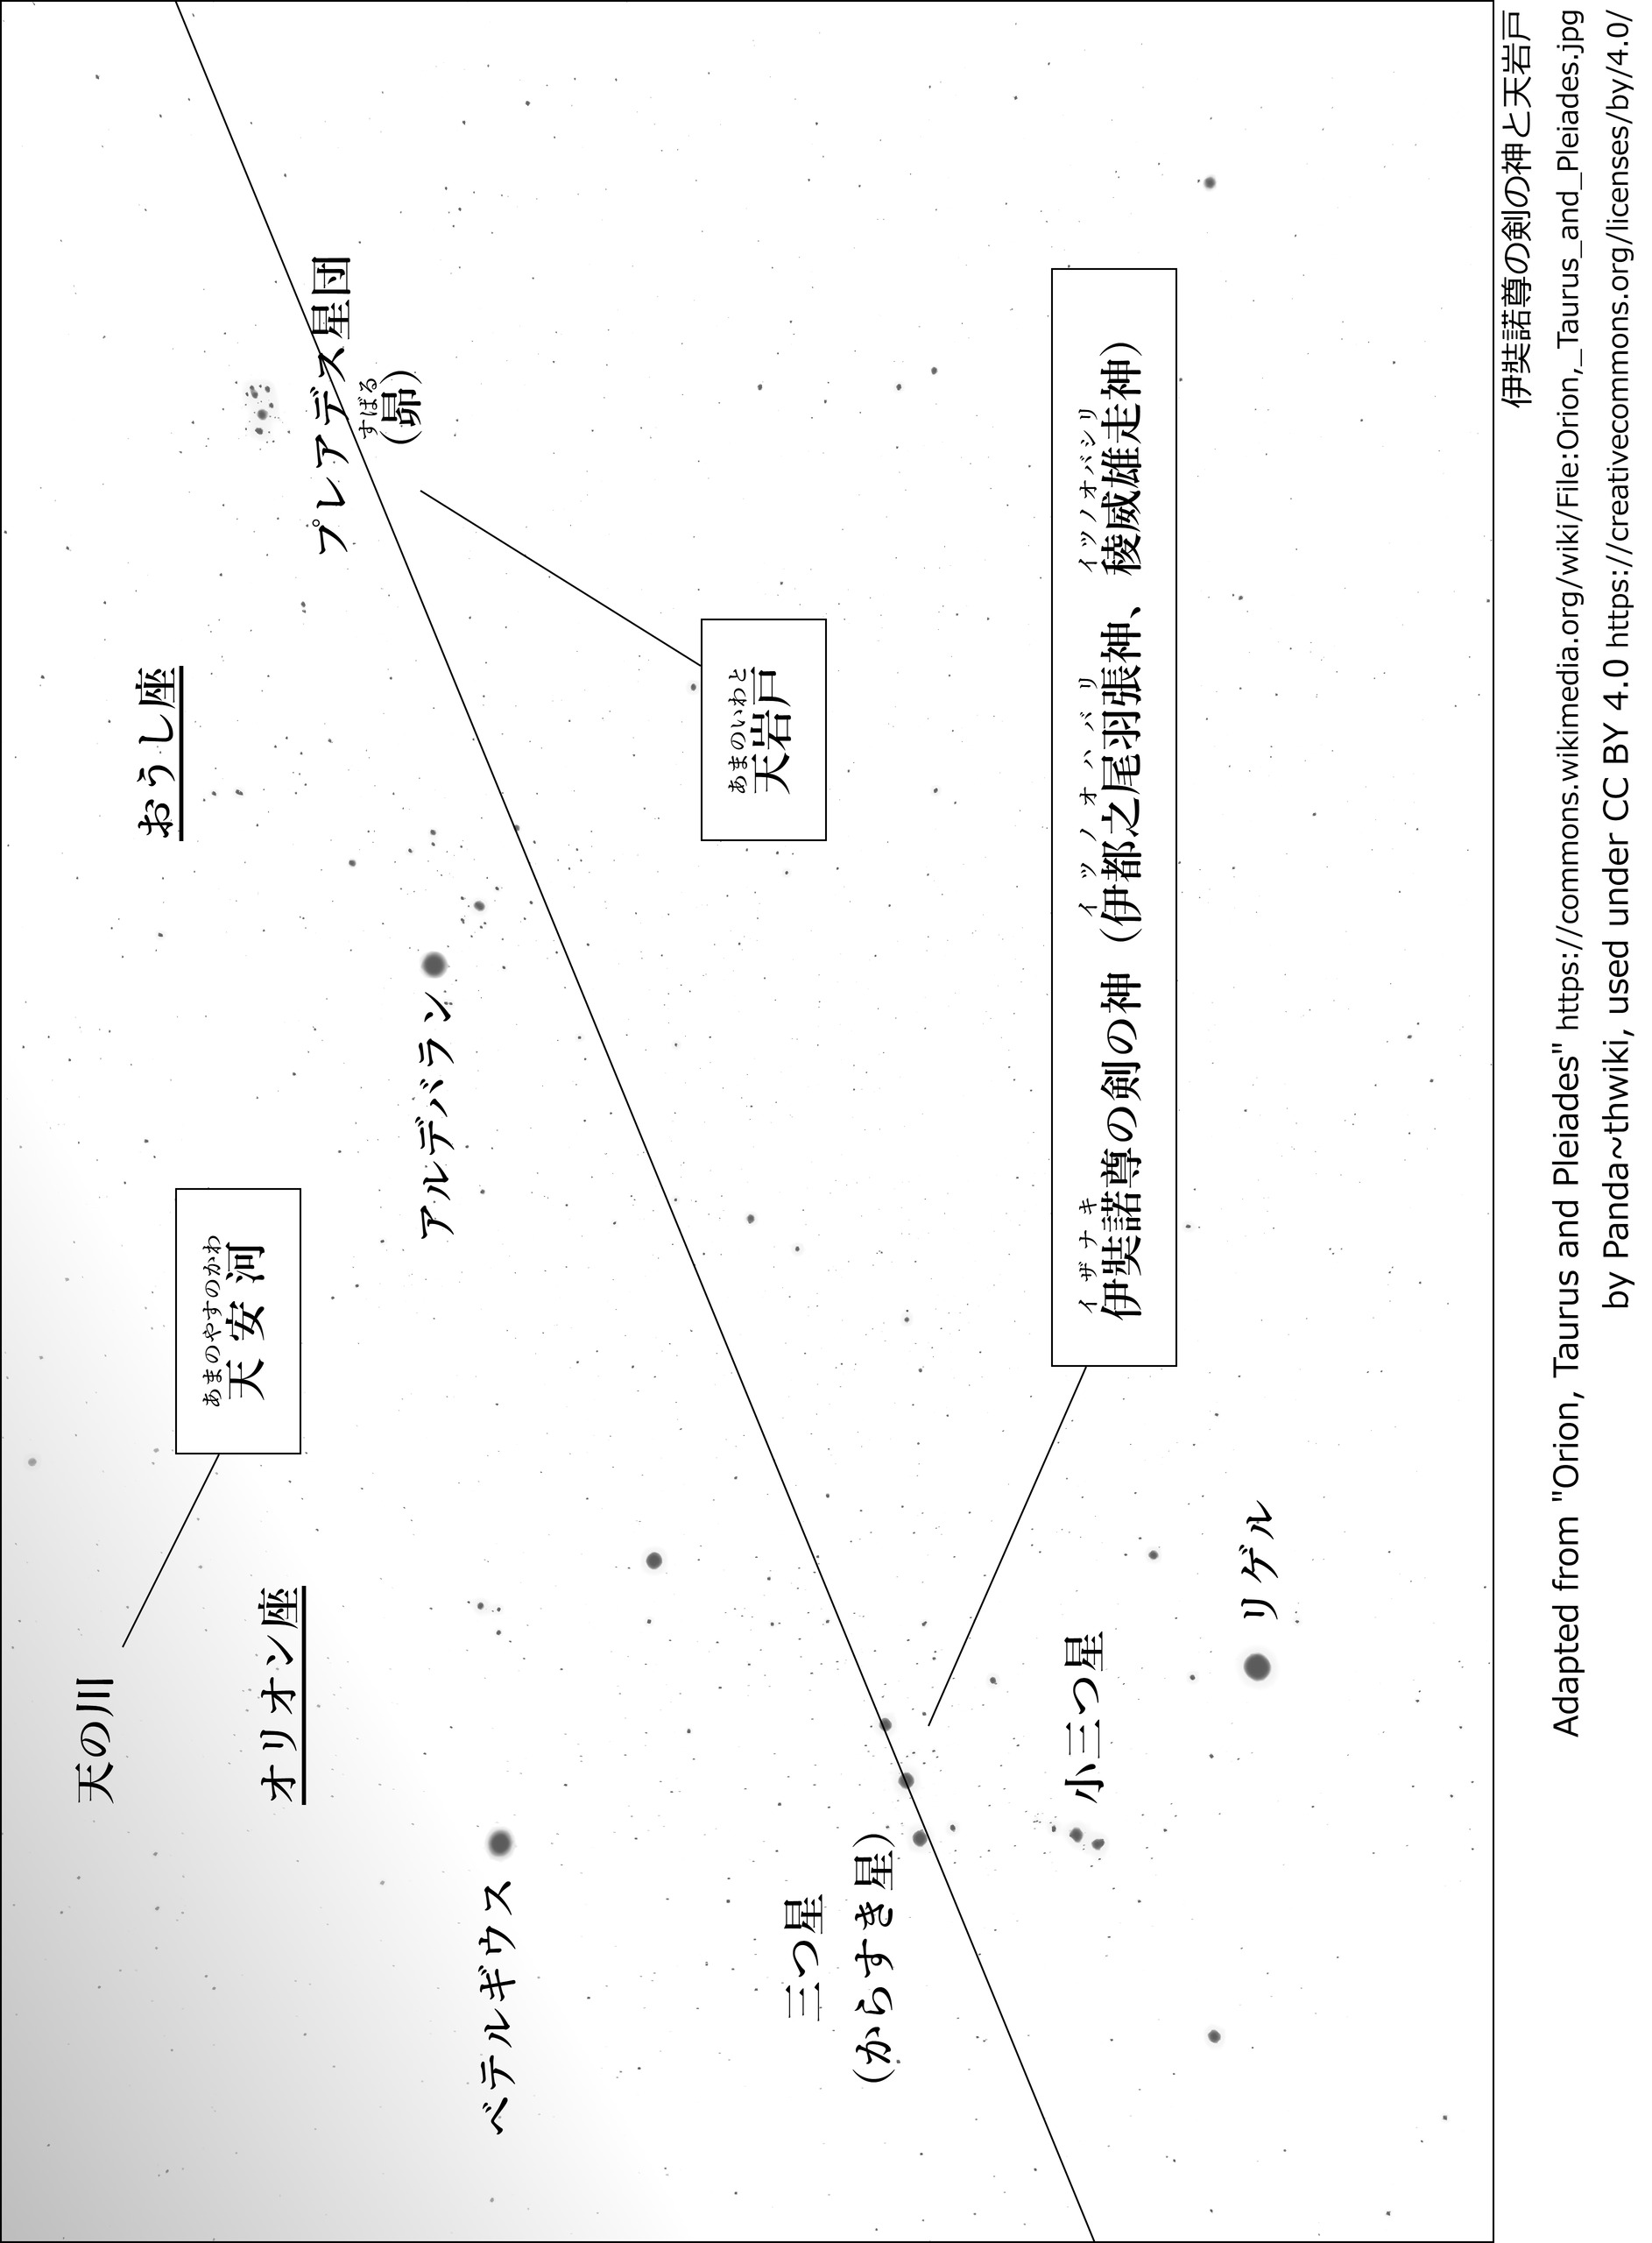 おうし座
プレアデス星団
すばる
(昴)
あまのやすのかわ
天安河
アルデバラン
天の川
オリオン座
あまのいわと
天岩戸
ベテルギウス
三つ星
(からすき星)
イザナキ イツノオハバリ イツノオバシリ
伊奘諾尊の剣の神（伊都之尾羽張神、稜威雄走神）
小三つ星
リゲル
伊奘諾尊の剣の神と天岩戸
Adapted from "Orion, Taurus and Pleiades" https://commons.wikimedia.org/wiki/File:Orion,_Taurus_and_Pleiades.jpg
by Panda~thwiki, used under CC BY 4.0 https://creativecommons.org/licenses/by/4.0/